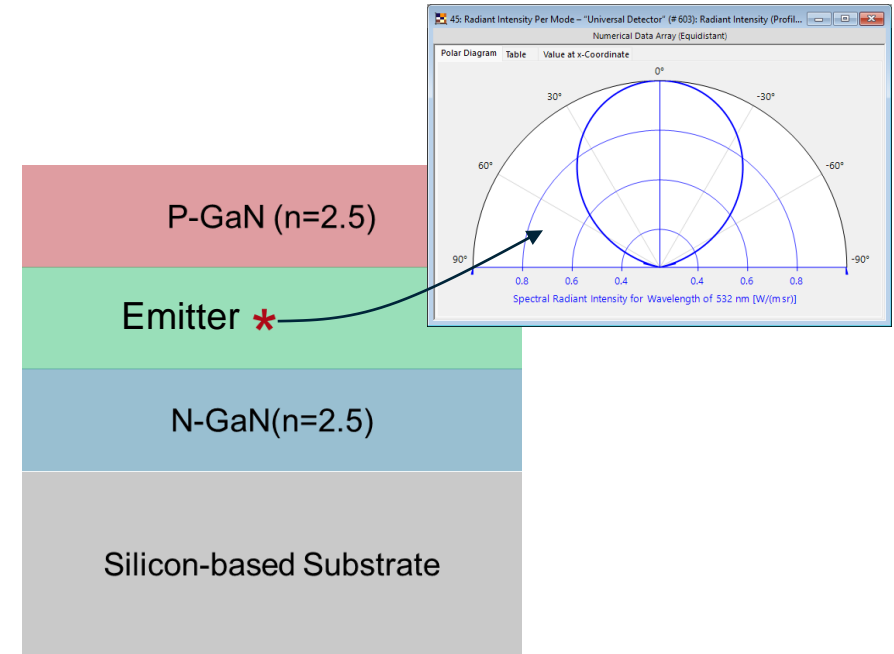 45: Radiant Intensity Per Mode – "Universal Detector" (# 603): Radiant Intensity (Profil...
Numerical Data Array (Equidistant)
Polar Diagram Table Value at x-Coordinate
0°
30° -30°
60° -60°
90° -90°
0.8 0.6 0.4 0.4 0.6 0.8
Spectral Radiant Intensity for Wavelength of 532 nm [W/(m sr)]
P-GaN (n=2.5)
Emitter *
N-GaN(n=2.5)
Silicon-based Substrate